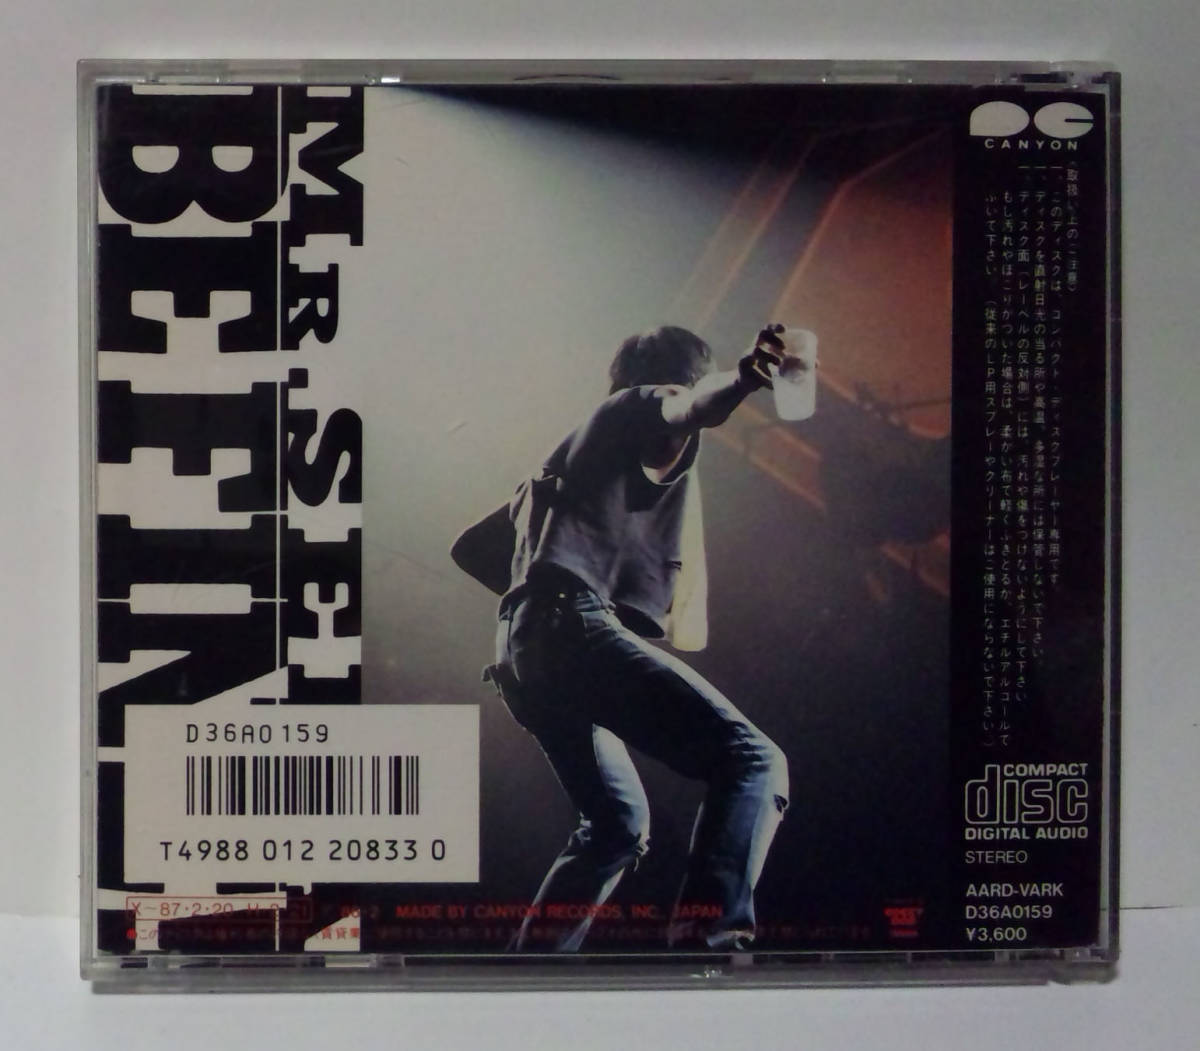 BEFIN
MR. SE
CANYON
〈取扱い上のご注意〉
一、このディスクは、コンパクト・ディスクプレーヤー専用です。
一、ディスクを直射日光の当る所や高温、多湿な所には保管しないで下さい。
一、ディスク面(レーベルの反対側)には、汚れや傷をつけないようにして下さい。
もし汚れやほこりがついた場合は、柔かい布で軽くふきとるか、エチルアルコールで
ふいて下さい。(従来のLP用スプレーやクリーナーはご使用にならないで下さい。)
COMPACT
disc
DIGITAL AUDIO
STEREO
AARD-VARK
D36A0159
¥3,600
D36A0159
T4988 012 20833 0
X-87・2・20 86・2 MADE BY CANYON RECORDS, INC., JAPAN